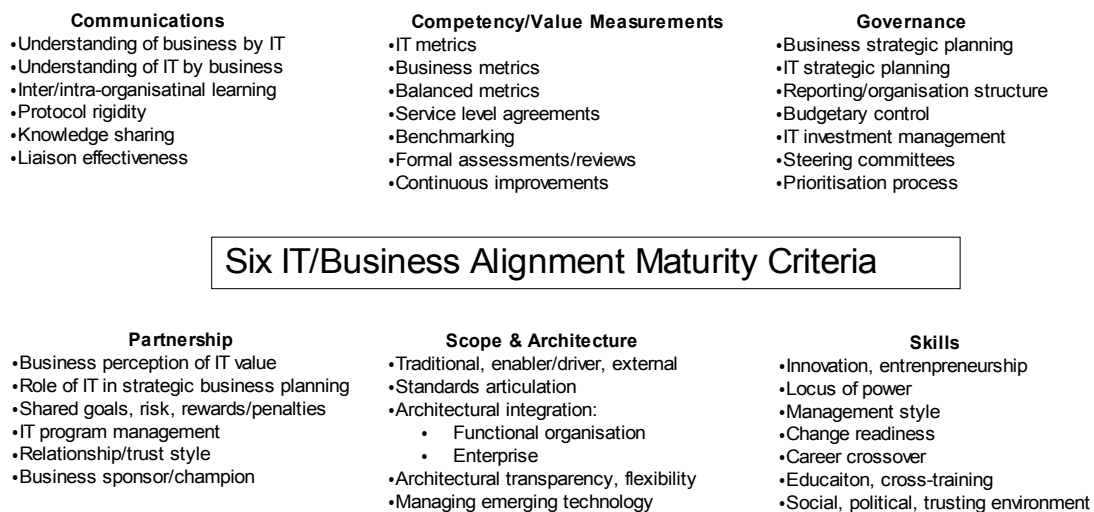 Communications
•Understanding of business by IT
•Understanding of IT by business
•Inter/intra-organisatinal learning
•Protocol rigidity
•Knowledge sharing
•Liaison effectiveness
Competency/Value Measurements
•IT metrics
•Business metrics
•Balanced metrics
•Service level agreements
•Benchmarking
•Formal assessments/reviews
•Continuous improvements
Governance
•Business strategic planning
•IT strategic planning
•Reporting/organisation structure
•Budgetary control
•IT investment management
•Steering committees
•Prioritisation process
Six IT/Business Alignment Maturity Criteria
Partnership
•Business perception of IT value
•Role of IT in strategic business planning
•Shared goals, risk, rewards/penalties
•IT program management
•Relationship/trust style
•Business sponsor/champion
Scope & Architecture
•Traditional, enabler/driver, external
•Standards articulation
•Architectural integration:
• Functional organisation
• Enterprise
•Architectural transparency, flexibility
•Managing emerging technology
Skills
•Innovation, entrenpreneurship
•Locus of power
•Management style
•Change readiness
•Career crossover
•Educaiton, cross-training
•Social, political, trusting environment